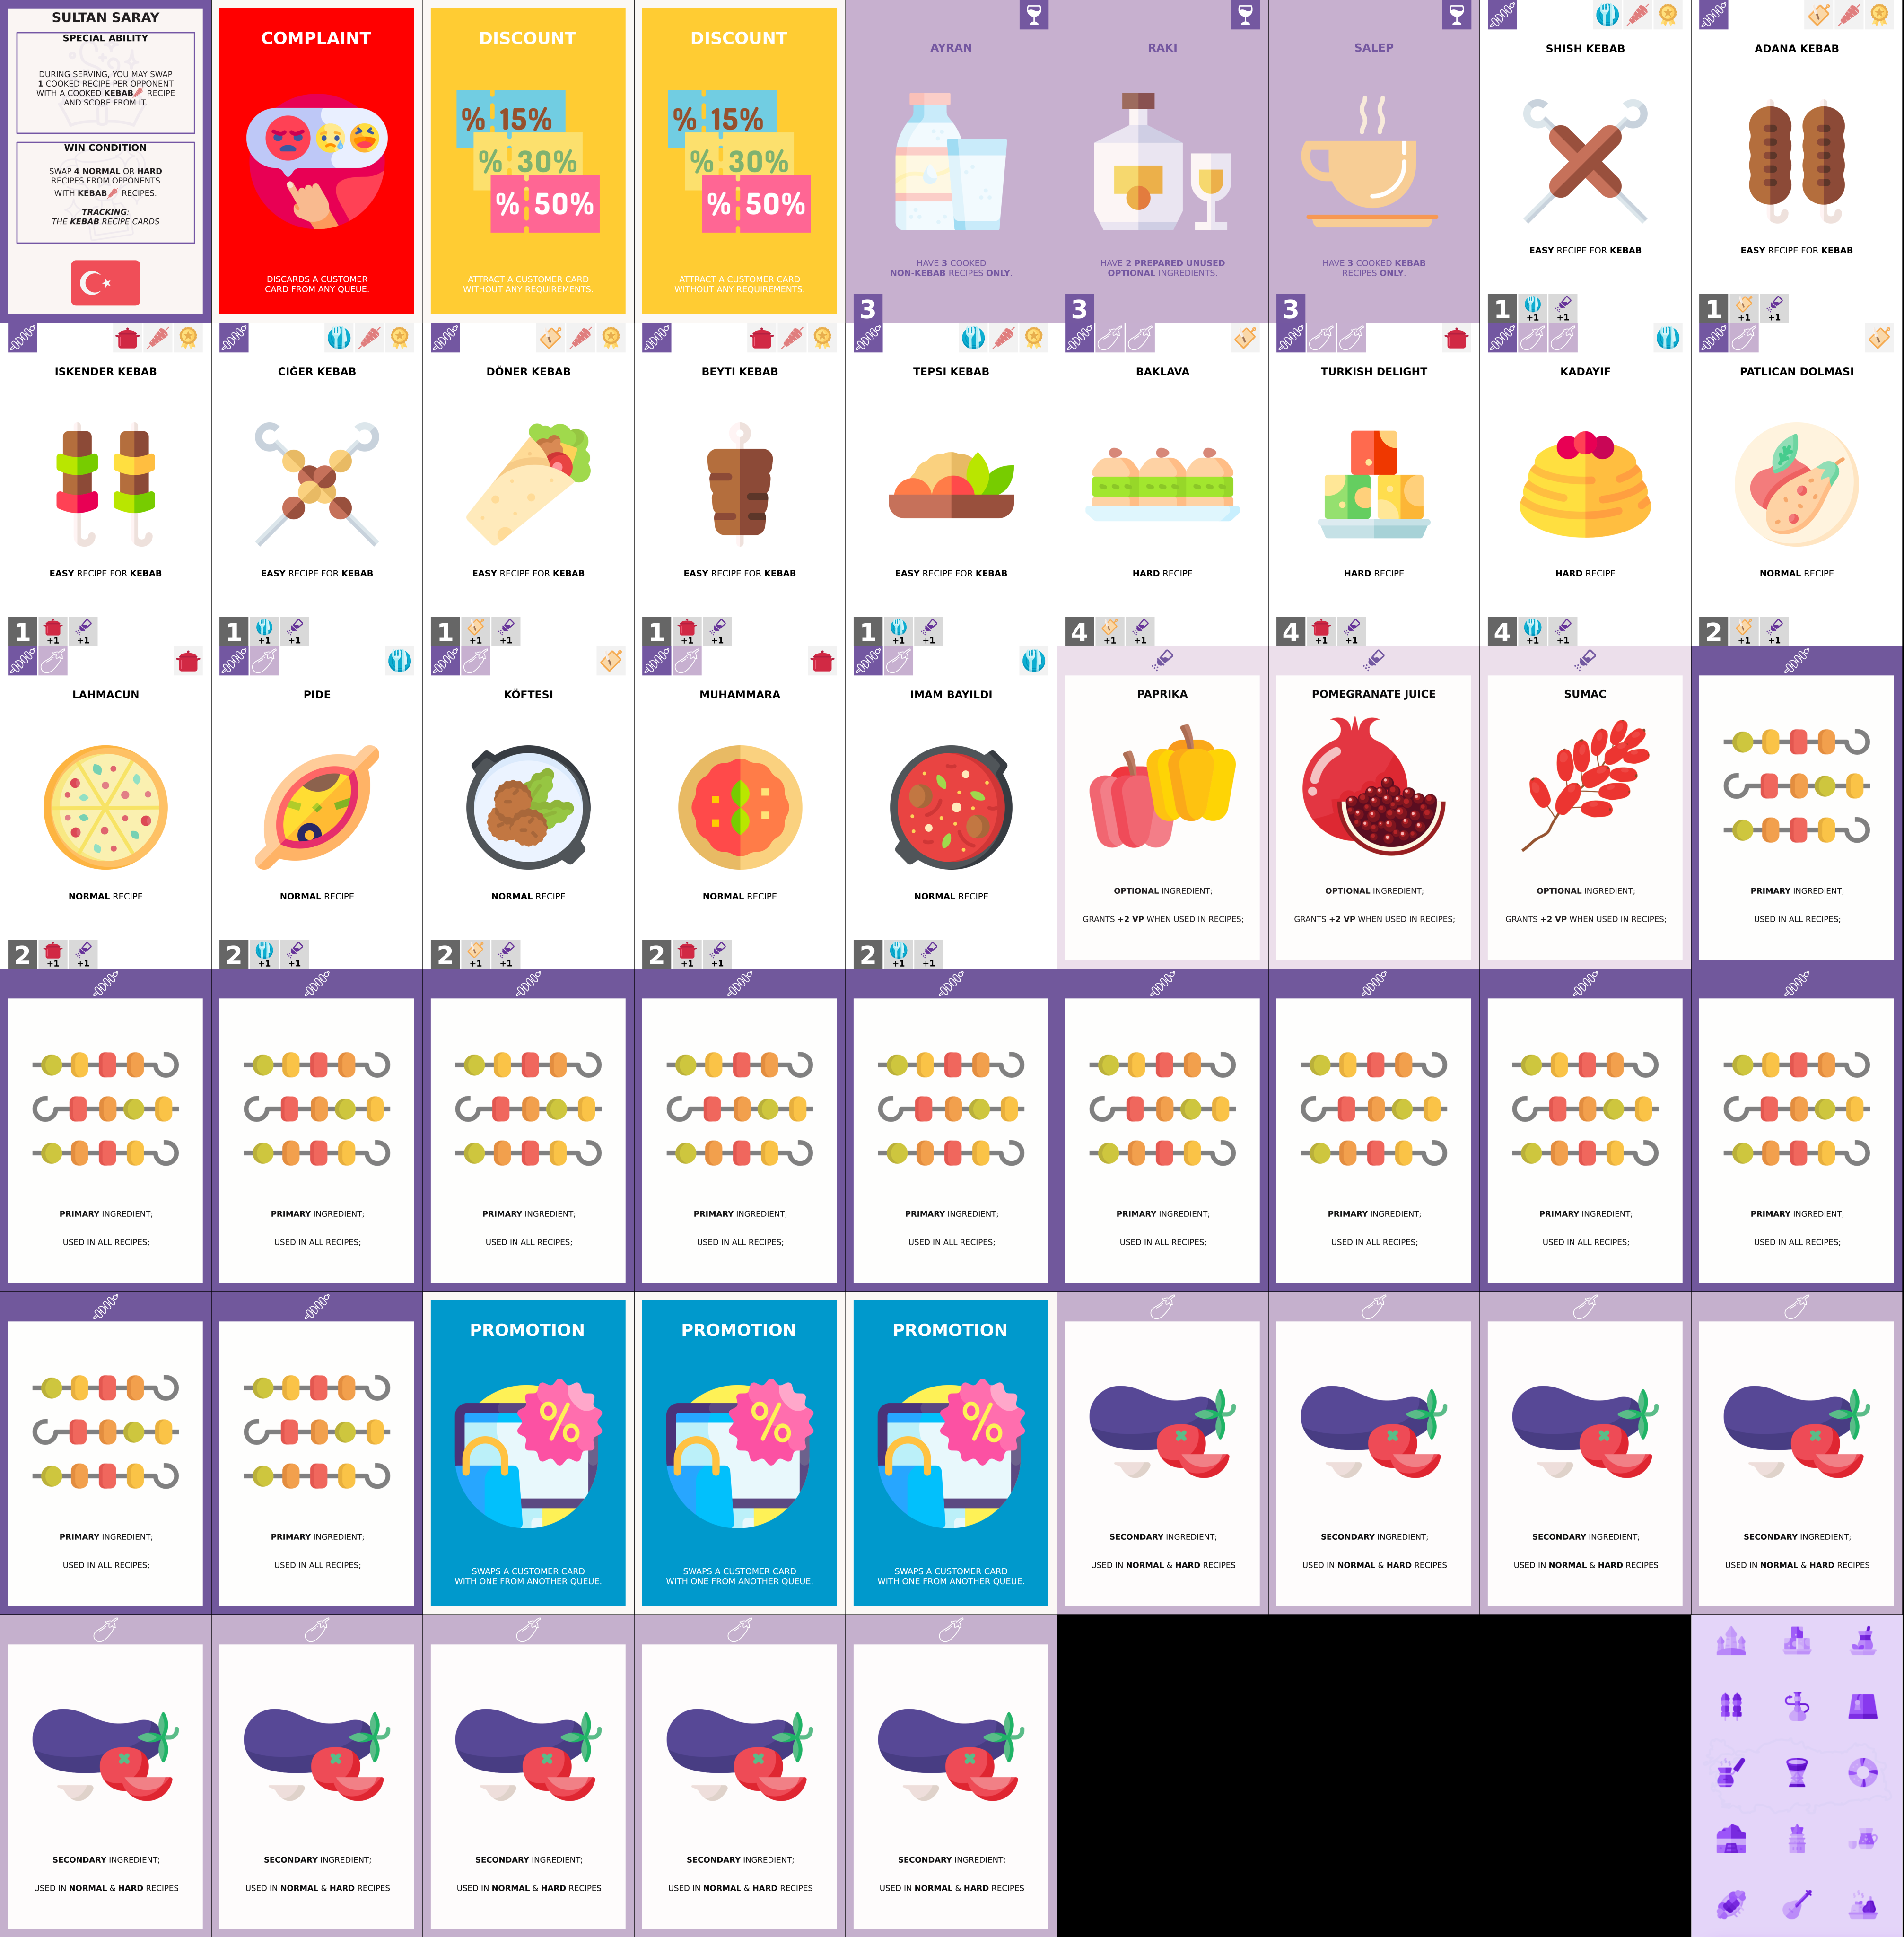 SULTAN SARAY
SPECIAL ABILITY
DURING SERVING, YOU MAY SWAP
1 COOKED RECIPE PER OPPONENT
WITH A COOKED KEBAB RECIPE
AND SCORE FROM IT.
WIN CONDITION
SWAP 4 NORMAL OR HARD
RECIPES FROM OPPONENTS
WITH KEBAB RECIPES.
TRACKING:
THE KEBAB RECIPE CARDS
COMPLAINT
DISCARDS A CUSTOMER
CARD FROM ANY QUEUE.
DISCOUNT
% 15%
% 30%
% 50%
ATTRACT A CUSTOMER CARD
WITHOUT ANY REQUIREMENTS.
DISCOUNT
% 15%
% 30%
% 50%
ATTRACT A CUSTOMER CARD
WITHOUT ANY REQUIREMENTS.
AYRAN
HAVE 3 COOKED
NON-KEBAB RECIPES ONLY.
3
RAKI
HAVE 2 PREPARED UNUSED
OPTIONAL INGREDIENTS.
3
SALEP
HAVE 3 COOKED KEBAB
RECIPES ONLY.
3
SHISH KEBAB
EASY RECIPE FOR KEBAB
1 +1 +1
ADANA KEBAB
EASY RECIPE FOR KEBAB
1 +1 +1
ISKENDER KEBAB
EASY RECIPE FOR KEBAB
1 +1 +1
CIĞER KEBAB
EASY RECIPE FOR KEBAB
1 +1 +1
DÖNER KEBAB
EASY RECIPE FOR KEBAB
1 +1 +1
BEYTI KEBAB
EASY RECIPE FOR KEBAB
1 +1 +1
TEPSI KEBAB
EASY RECIPE FOR KEBAB
1 +1 +1
BAKLAVA
HARD RECIPE
4 +1 +1
TURKISH DELIGHT
HARD RECIPE
4 +1 +1
KADAYIF
HARD RECIPE
4 +1 +1
PATLICAN DOLMASI
NORMAL RECIPE
2 +1 +1
LAHMACUN
NORMAL RECIPE
2 +1 +1
PIDE
NORMAL RECIPE
2 +1 +1
KÖFTESI
NORMAL RECIPE
2 +1 +1
MUHAMMARA
NORMAL RECIPE
2 +1 +1
IMAM BAYILDI
NORMAL RECIPE
2 +1 +1
PAPRIKA
OPTIONAL INGREDIENT;
GRANTS +2 VP WHEN USED IN RECIPES;
POMEGRANATE JUICE
OPTIONAL INGREDIENT;
GRANTS +2 VP WHEN USED IN RECIPES;
SUMAC
OPTIONAL INGREDIENT;
GRANTS +2 VP WHEN USED IN RECIPES;
PRIMARY INGREDIENT;
USED IN ALL RECIPES;
PRIMARY INGREDIENT;
USED IN ALL RECIPES;
PRIMARY INGREDIENT;
USED IN ALL RECIPES;
PRIMARY INGREDIENT;
USED IN ALL RECIPES;
PRIMARY INGREDIENT;
USED IN ALL RECIPES;
PRIMARY INGREDIENT;
USED IN ALL RECIPES;
PRIMARY INGREDIENT;
USED IN ALL RECIPES;
PRIMARY INGREDIENT;
USED IN ALL RECIPES;
PRIMARY INGREDIENT;
USED IN ALL RECIPES;
PRIMARY INGREDIENT;
USED IN ALL RECIPES;
PRIMARY INGREDIENT;
USED IN ALL RECIPES;
PRIMARY INGREDIENT;
USED IN ALL RECIPES;
PROMOTION
%
SWAPS A CUSTOMER CARD
WITH ONE FROM ANOTHER QUEUE.
PROMOTION
%
SWAPS A CUSTOMER CARD
WITH ONE FROM ANOTHER QUEUE.
PROMOTION
%
SWAPS A CUSTOMER CARD
WITH ONE FROM ANOTHER QUEUE.
SECONDARY INGREDIENT;
USED IN NORMAL & HARD RECIPES
SECONDARY INGREDIENT;
USED IN NORMAL & HARD RECIPES
SECONDARY INGREDIENT;
USED IN NORMAL & HARD RECIPES
SECONDARY INGREDIENT;
USED IN NORMAL & HARD RECIPES
SECONDARY INGREDIENT;
USED IN NORMAL & HARD RECIPES
SECONDARY INGREDIENT;
USED IN NORMAL & HARD RECIPES
SECONDARY INGREDIENT;
USED IN NORMAL & HARD RECIPES
SECONDARY INGREDIENT;
USED IN NORMAL & HARD RECIPES
SECONDARY INGREDIENT;
USED IN NORMAL & HARD RECIPES